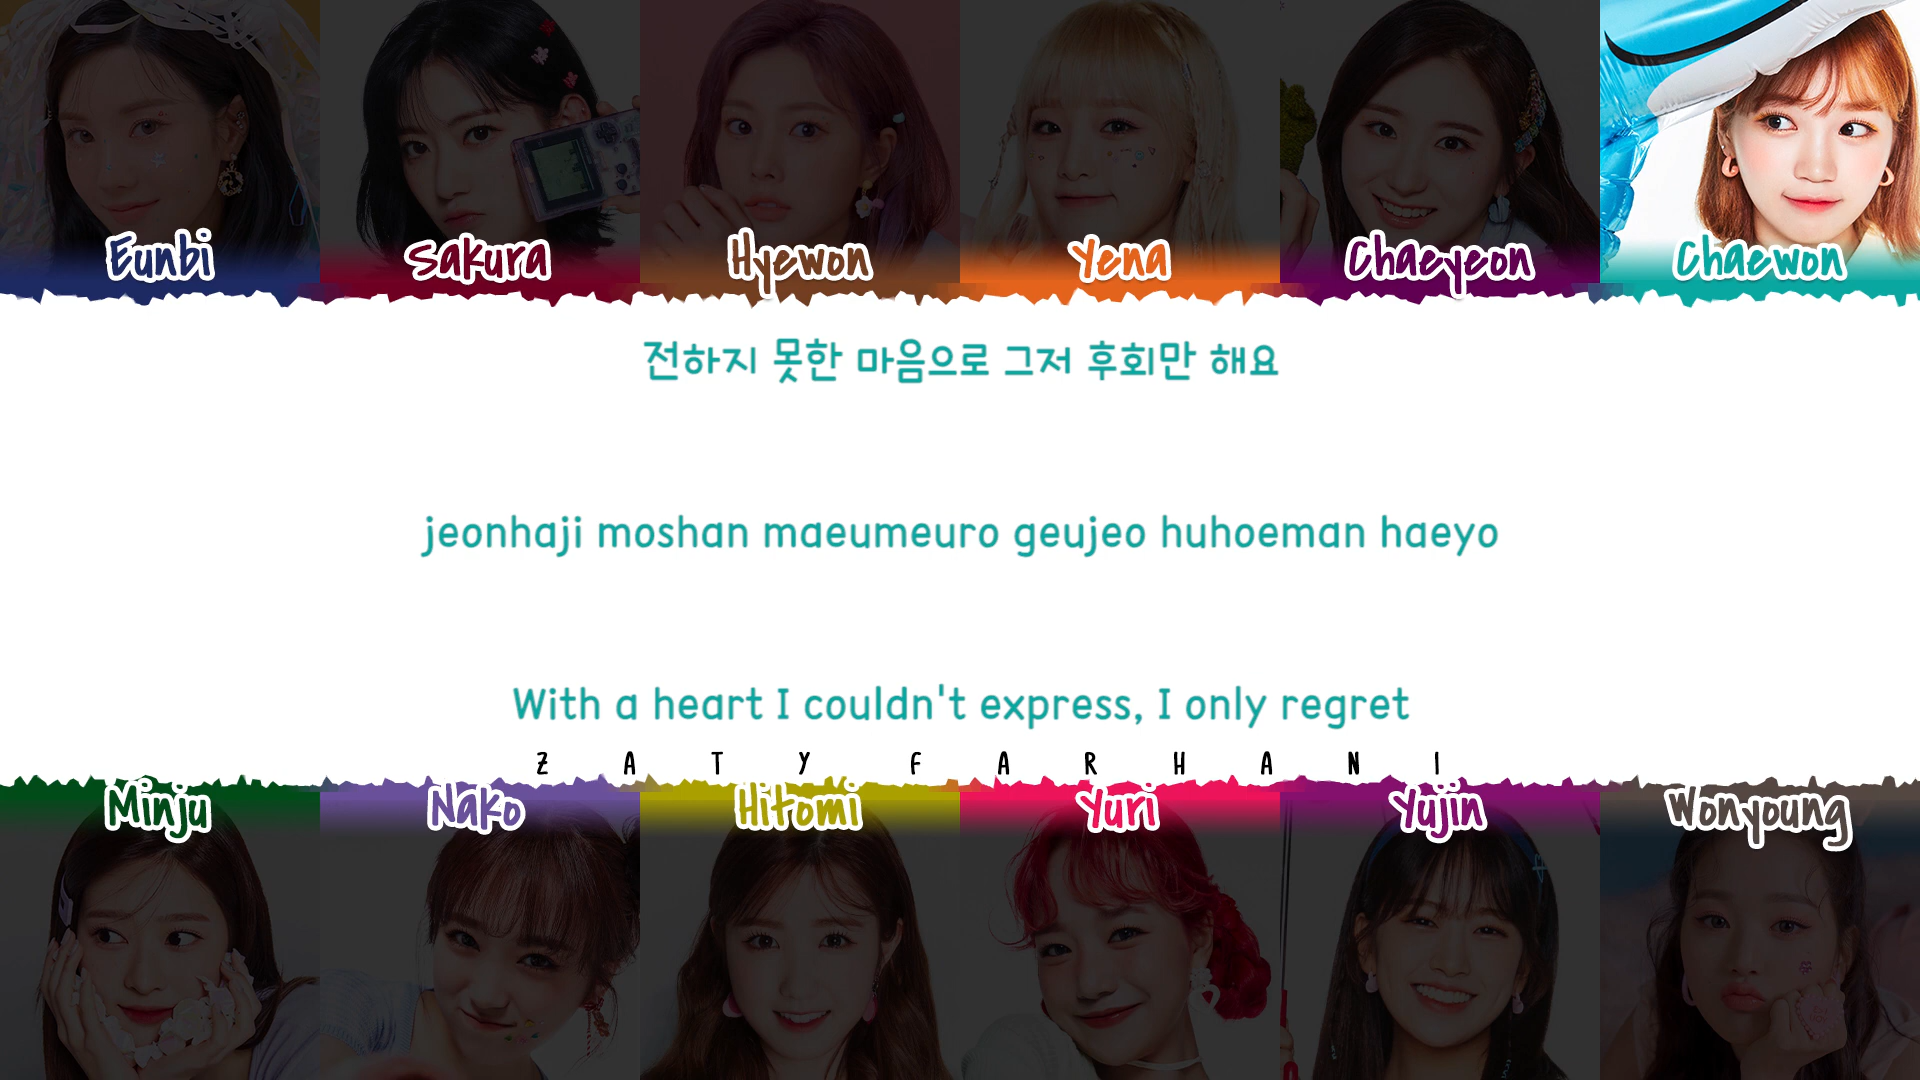 Eunbi Sakura Hyewon Yena Chaeyeon Chaewon
전하지 못한 마음으로 그저 후회만 해요
jeonhaji moshan maeumeuro geujeo huhoeman haeyo
With a heart I couldn't express, I only regret
ZATY FARHANI
Minju Nako Hitomi Yuri Yujin Wonyoung